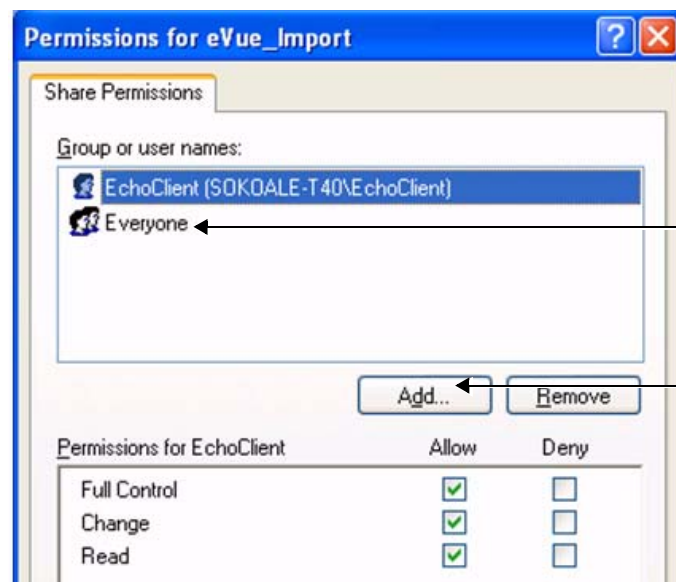 Permissions for eVue_Import
Share Permissions
Group or user names:
EchoClient (SOKOALE-T40\EchoClient)
Everyone
Add... Remove
Permissions for EchoClient Allow Deny
Full Control
Change
Read